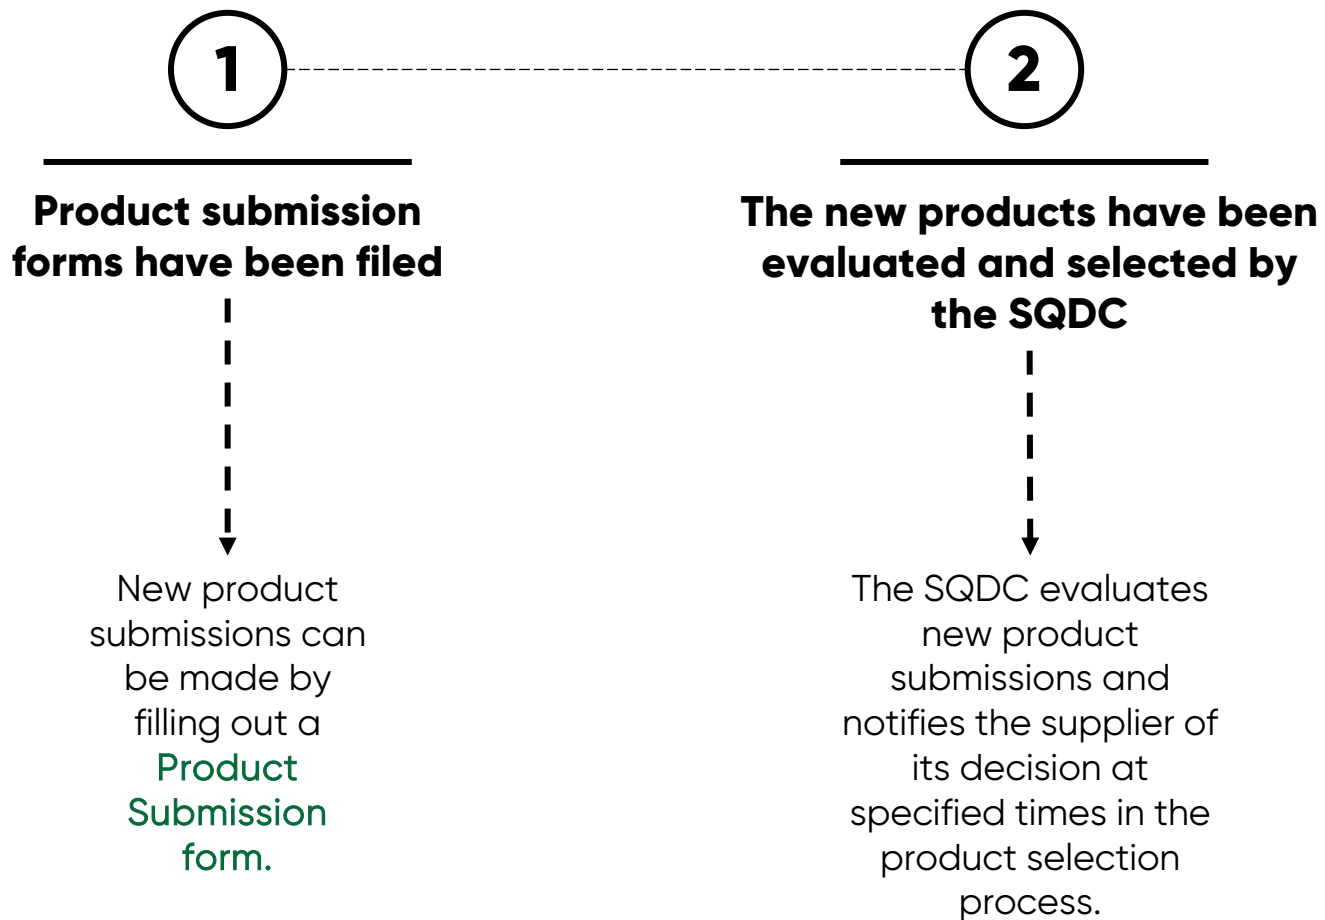 1
Product submission
forms have been filed
New product
submissions can
be made by
filling out a
Product
Submission
form.
2
The new products have been
evaluated and selected by
the SQDC
The SQDC evaluates
new product
submissions and
notifies the supplier of
its decision at
specified times in the
product selection
process.